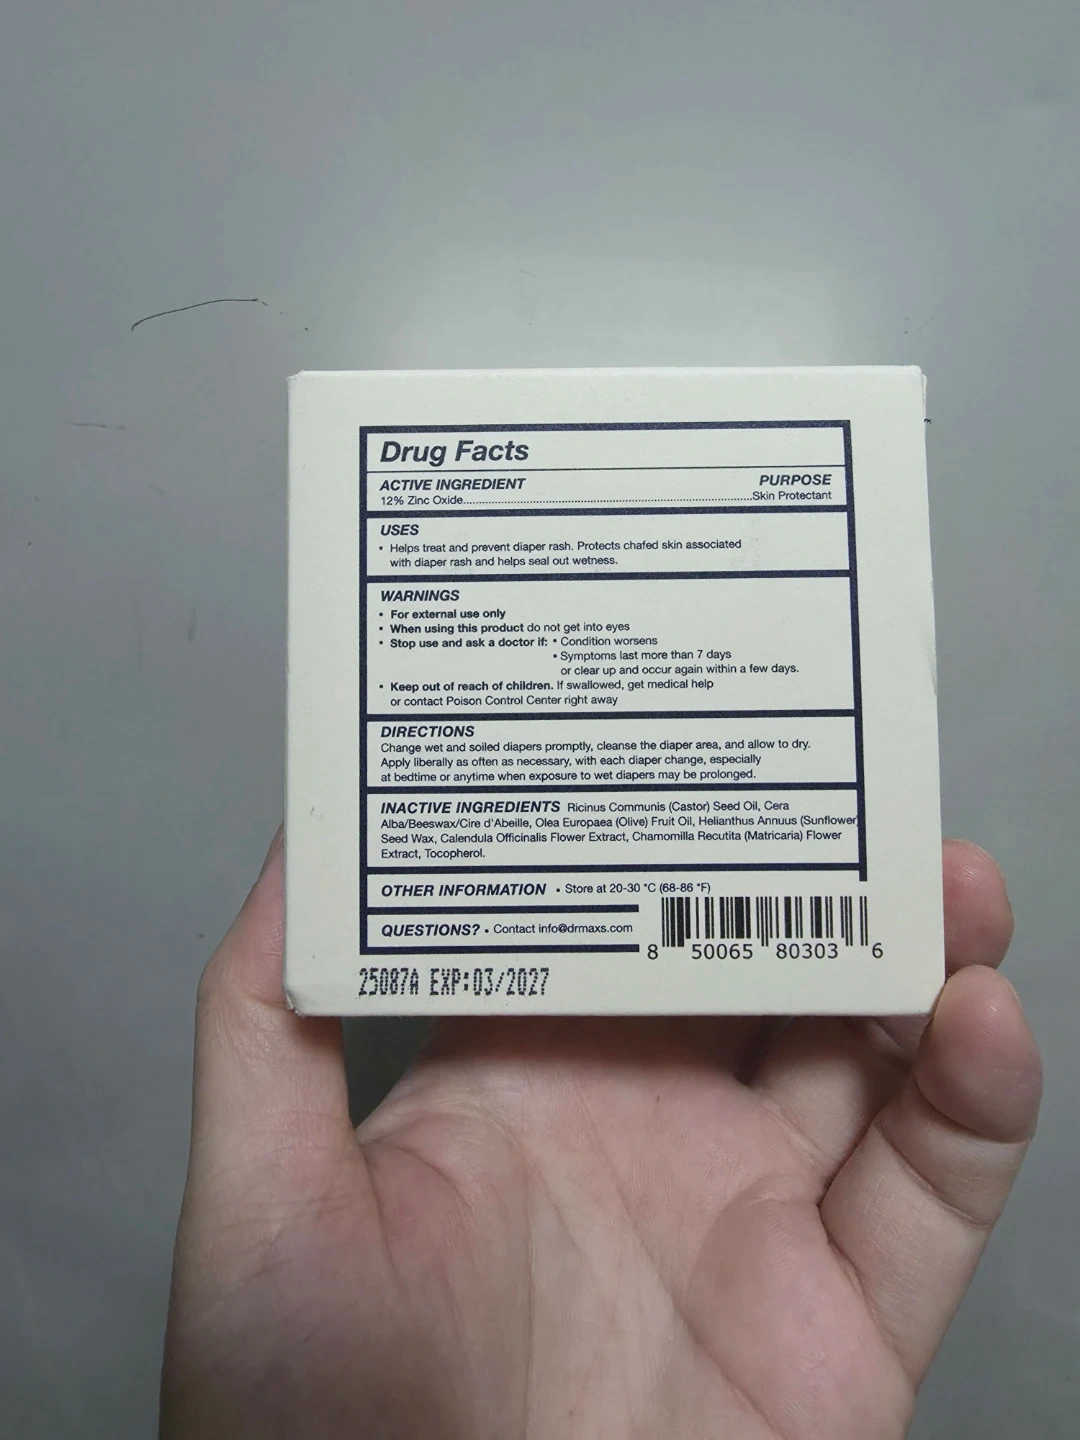 Drug Facts
ACTIVE INGREDIENT PURPOSE
12% Zinc Oxide................................................................................Skin Protectant
USES
• Helps treat and prevent diaper rash. Protects chafed skin associated
with diaper rash and helps seal out wetness.
WARNINGS
• For external use only
• When using this product do not get into eyes
• Stop use and ask a doctor if: • Condition worsens
• Symptoms last more than 7 days
or clear up and occur again within a few days.
• Keep out of reach of children. If swallowed, get medical help
or contact Poison Control Center right away
DIRECTIONS
Change wet and soiled diapers promptly, cleanse the diaper area, and allow to dry.
Apply liberally as often as necessary, with each diaper change, especially
at bedtime or anytime when exposure to wet diapers may be prolonged.
INACTIVE INGREDIENTS Ricinus Communis (Castor) Seed Oil, Cera
Alba/Beeswax/Cire d'Abeille, Olea Europaea (Olive) Fruit Oil, Helianthus Annuus (Sunflower)
Seed Wax, Calendula Officinalis Flower Extract, Chamomilla Recutita (Matricaria) Flower
Extract, Tocopherol.
OTHER INFORMATION • Store at 20-30 °C (68-86 °F)
QUESTIONS? • Contact info@drmaxs.com
8 50065 80303 6
25087A EXP:03/2027